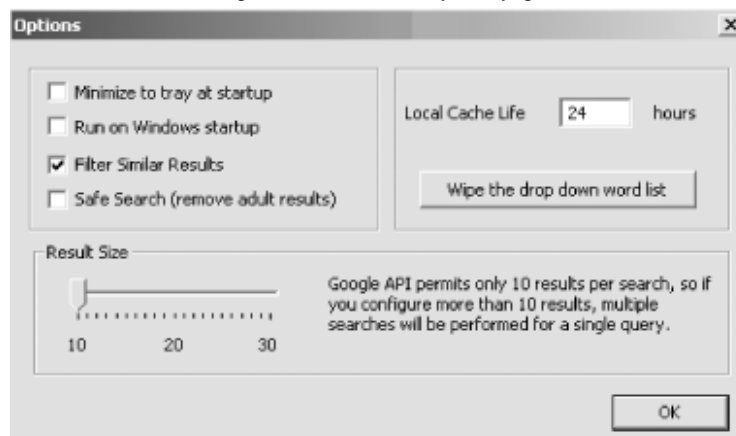 Options
Minimize to tray at startup
Run on Windows startup
Filter Similar Results
Safe Search (remove adult results)
Local Cache Life 24 hours
Wipe the drop down word list
Result Size
10 20 30
Google API permits only 10 results per search, so if
you configure more than 10 results, multiple
searches will be performed for a single query.
OK